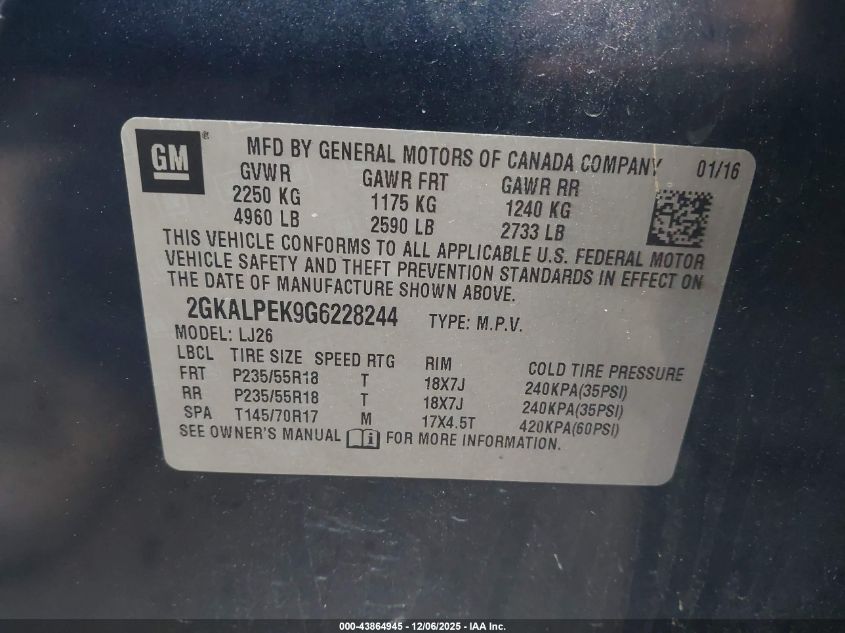 GM® MFD BY GENERAL MOTORS OF CANADA COMPANY 01/16
GVWR GAWR FRT GAWR RR
2250 KG 1175 KG 1240 KG
4960 LB 2590 LB 2733 LB
THIS VEHICLE CONFORMS TO ALL APPLICABLE U.S. FEDERAL MOTOR
VEHICLE SAFETY AND THEFT PREVENTION STANDARDS IN EFFECT ON
THE DATE OF MANUFACTURE SHOWN ABOVE.
2GKALPEK9G6228244 TYPE: M.P.V.
MODEL: LJ26
LBCL TIRE SIZE SPEED RTG RIM COLD TIRE PRESSURE
FRT P235/55R18 T 18X7J 240KPA(35PSI)
RR P235/55R18 T 18X7J 240KPA(35PSI)
SPA T145/70R17 M 17X4.5T 420KPA(60PSI)
SEE OWNER'S MANUAL FOR MORE INFORMATION.
000-43864945 - 12/06/2025 - IAA Inc.